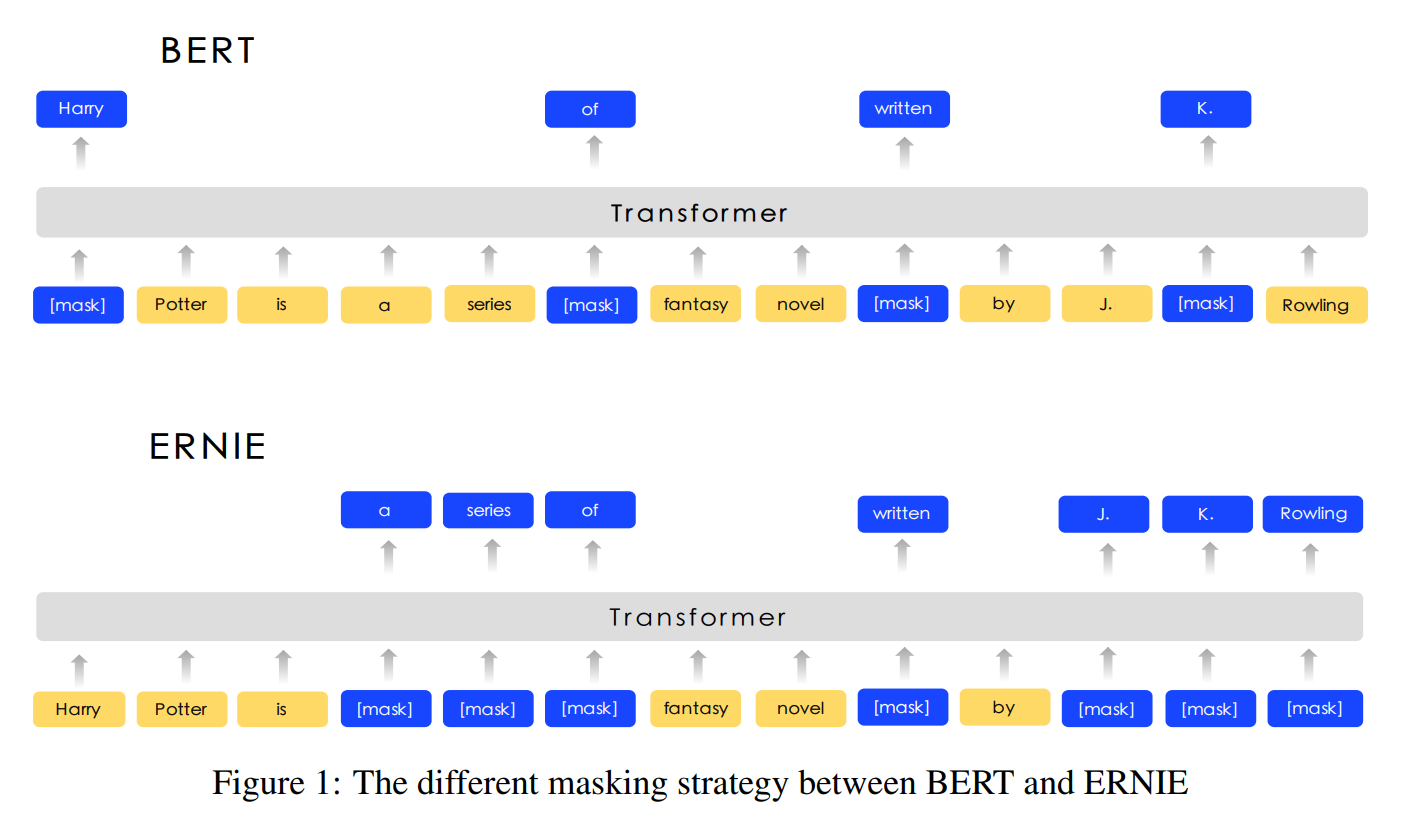 BERT
Harry of written K.
Transformer
[mask] Potter is a series [mask] fantasy novel [mask] by J. [mask] Rowling
ERNIE
a series of written J. K. Rowling
Transformer
Harry Potter is [mask] [mask] [mask] fantasy novel [mask] by [mask] [mask] [mask]
Figure 1: The different masking strategy between BERT and ERNIE